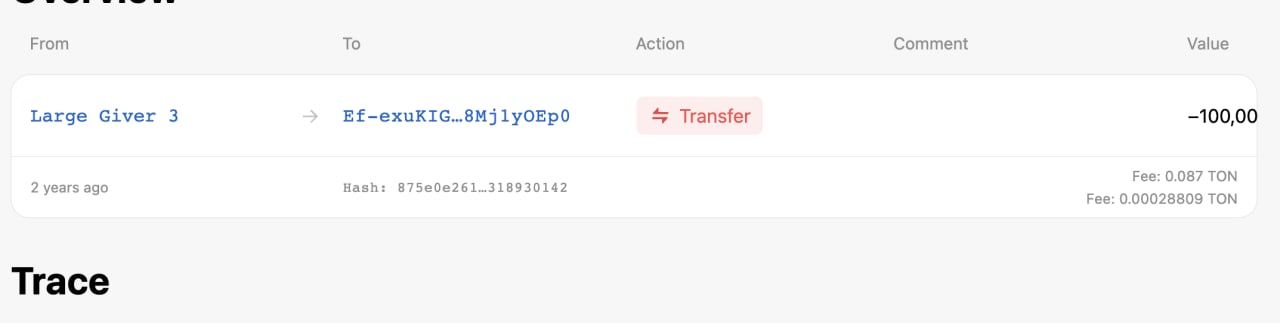 Overview
From To Action Comment Value
Large Giver 3 → Ef-exuKIG…8Mj1yOEp0 Transfer −100,00
2 years ago Hash: 875e0e261…318930142 Fee: 0.087 TON
Fee: 0.00028809 TON
Trace